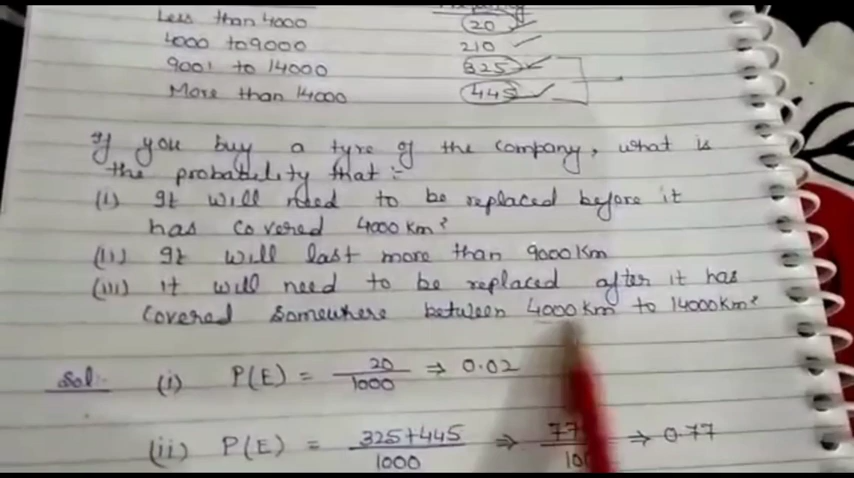 Less than 4000 20
4000 to 9000 210
9001 to 14000 325
More than 14000 445
If you buy a tyre of the company, what is
the probability that :-
(i) It will need to be replaced before it
has covered 4000 km?
(ii) It will last more than 9000 km
(iii) it will need to be replaced after it has
covered somewhere between 4000 km to 14000 km?
Sol:- (i) P(E) = 20/1000 ⇒ 0.02
(ii) P(E) = 325+445/1000 ⇒ 77 10 ⇒ 0.77